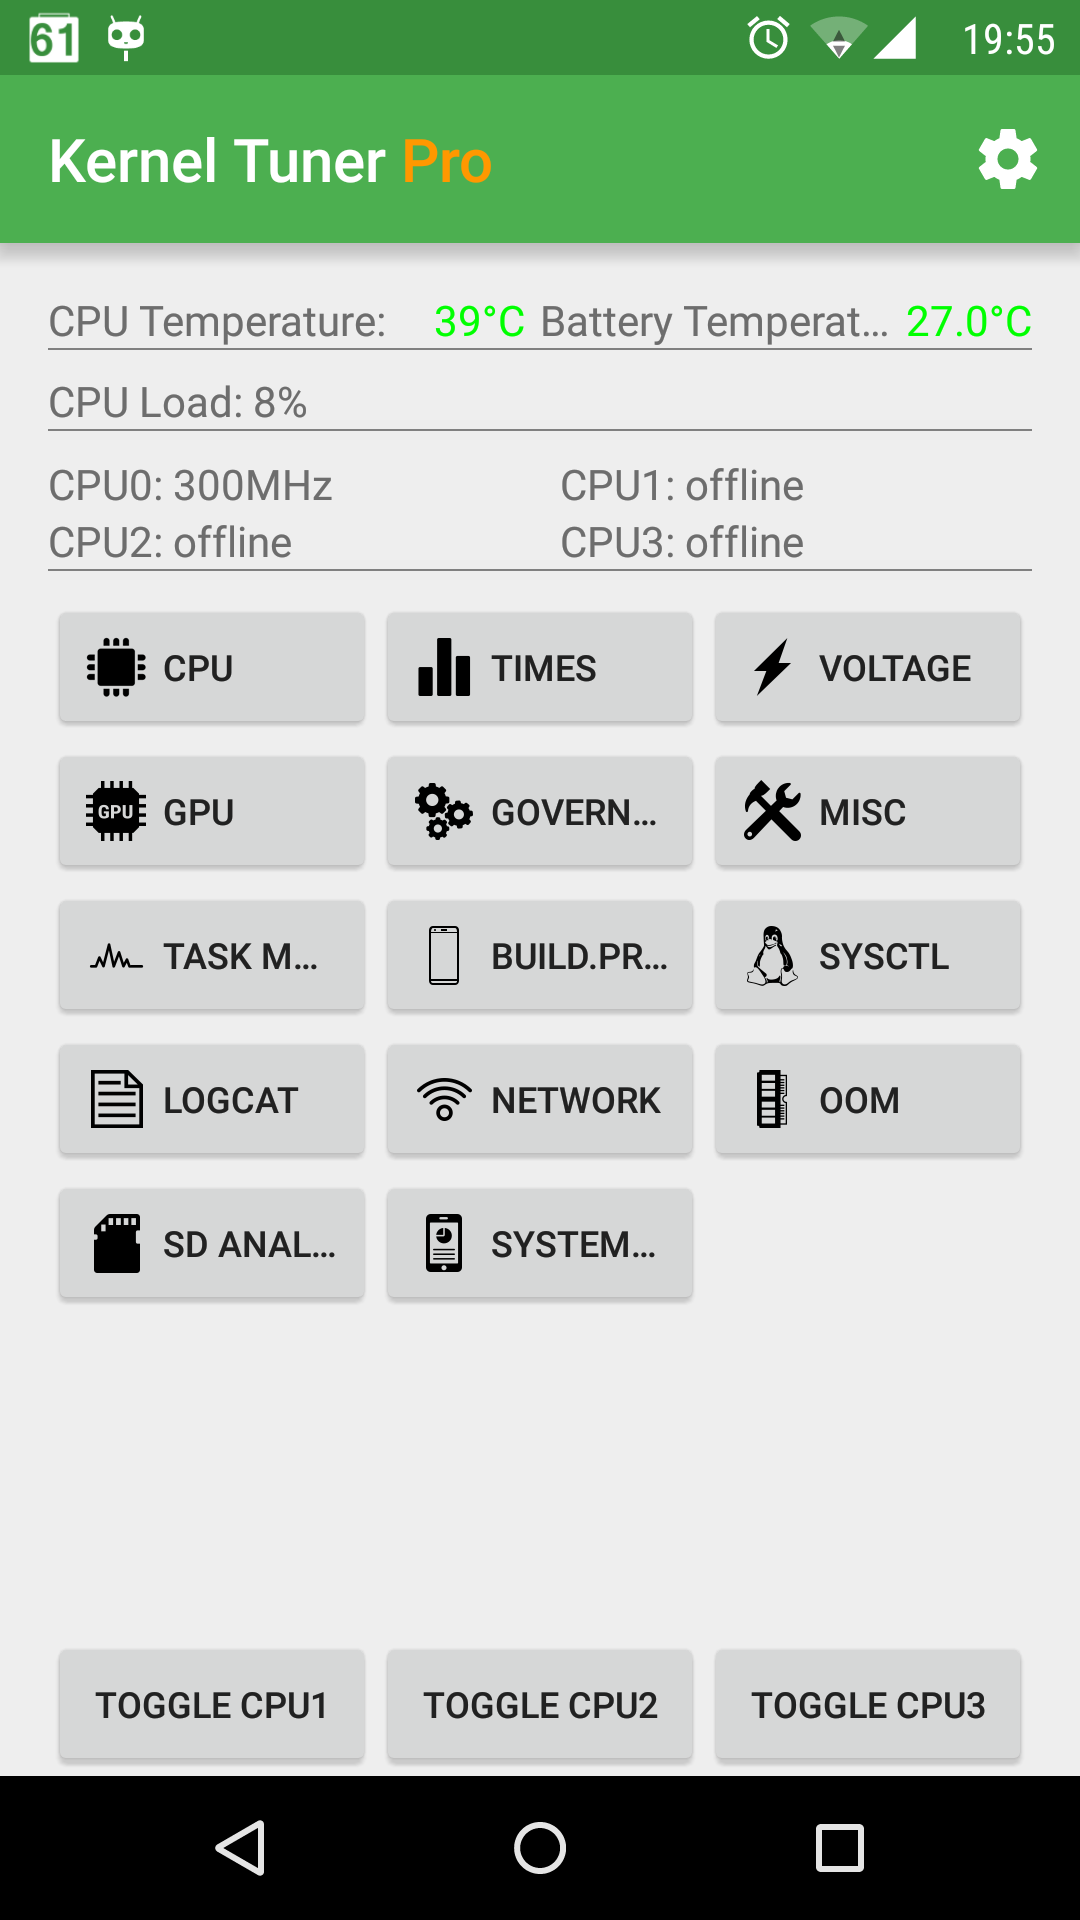 61 19:55
Kernel Tuner Pro
CPU Temperature: 39°C Battery Temperat... 27.0°C
CPU Load: 8%
CPU0: 300MHz CPU1: offline
CPU2: offline CPU3: offline
CPU TIMES VOLTAGE
GPU GPU GOVERN... MISC
TASK M... BUILD.PR... SYSCTL
LOGCAT NETWORK OOM
SD ANAL... SYSTEM...
TOGGLE CPU1 TOGGLE CPU2 TOGGLE CPU3